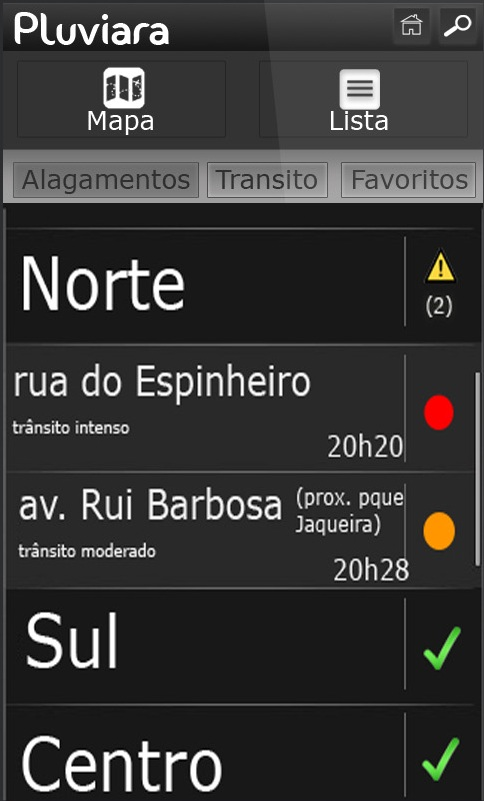 Pluviara
Mapa
Lista
Alagamentos
Transito
Favoritos
Norte
(2)
rua do Espinheiro
trânsito intenso
20h20
av. Rui Barbosa
(prox. pque
Jaqueira)
trânsito moderado
20h28
Sul
Centro